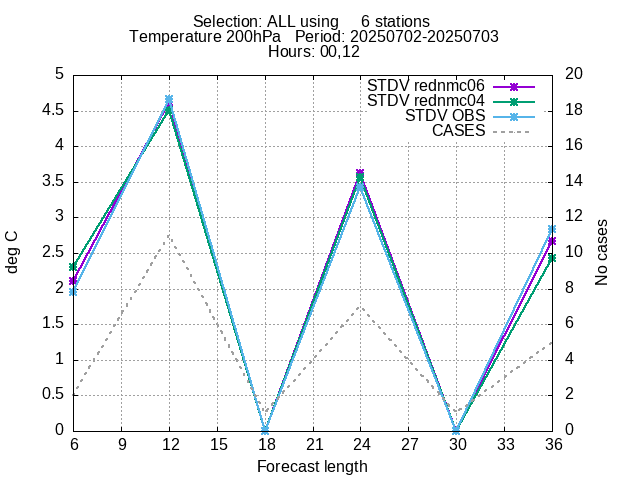 Selection: ALL using     6 stations
Temperature 200hPa   Period: 20250702-20250703
Hours: 00,12
STDV rednmc06
STDV rednmc04
STDV OBS
CASES
5
4.5
4
3.5
3
2.5
2
1.5
1
0.5
0
20
18
16
14
12
10
8
6
4
2
0
deg C
No cases
6 9 12 15 18 21 24 27 30 33 36
Forecast length